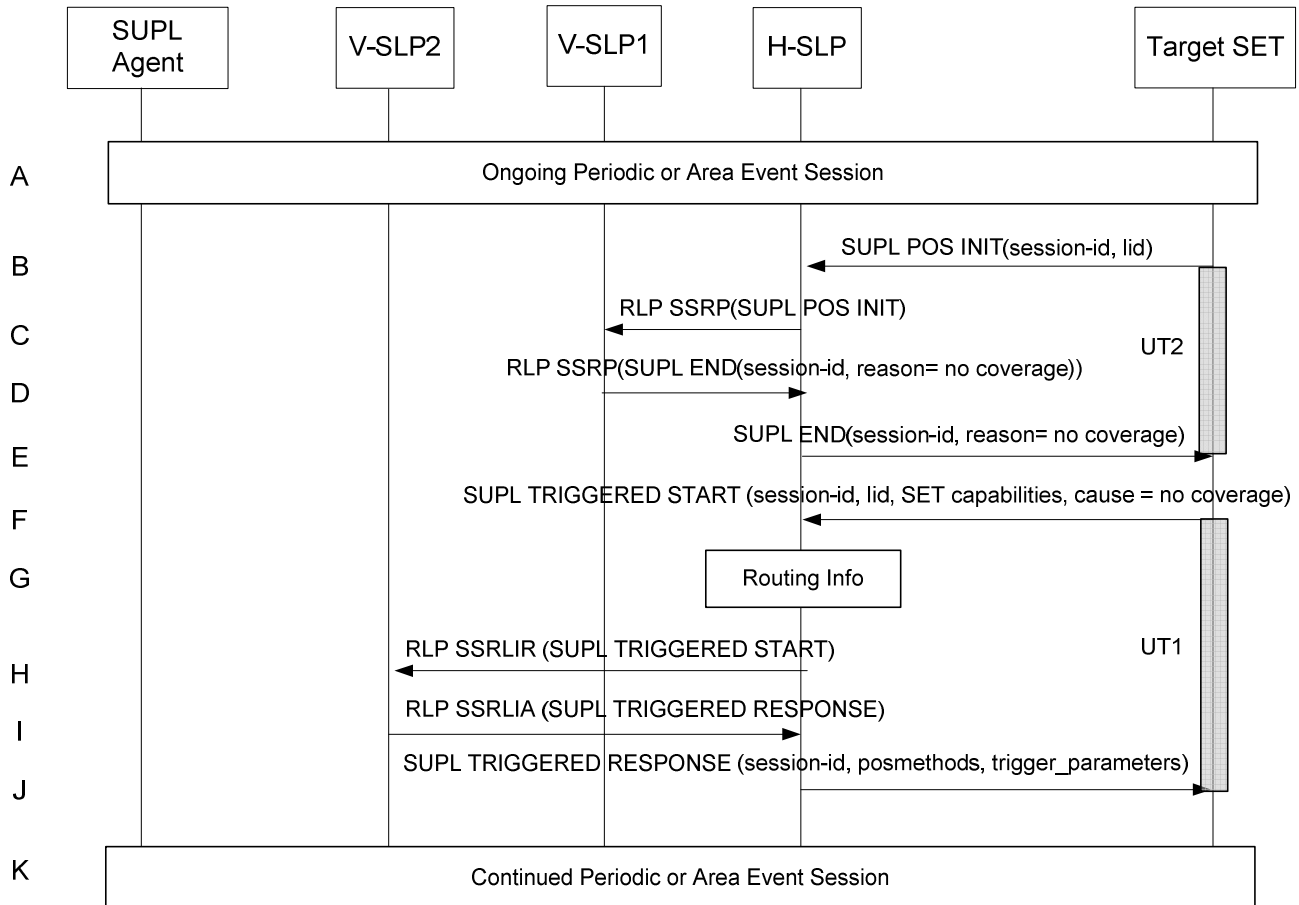 SUPL
Agent
V-SLP2
V-SLP1
H-SLP
Target SET
A
Ongoing Periodic or Area Event Session
B
SUPL POS INIT(session-id, lid)
C
RLP SSRP(SUPL POS INIT)
UT2
D
RLP SSRP(SUPL END(session-id, reason= no coverage))
E
SUPL END(session-id, reason= no coverage)
F
SUPL TRIGGERED START (session-id, lid, SET capabilities, cause = no coverage)
G
Routing Info
H
RLP SSRLIR (SUPL TRIGGERED START)
UT1
I
RLP SSRLIA (SUPL TRIGGERED RESPONSE)
J
SUPL TRIGGERED RESPONSE (session-id, posmethods, trigger_parameters)
K
Continued Periodic or Area Event Session